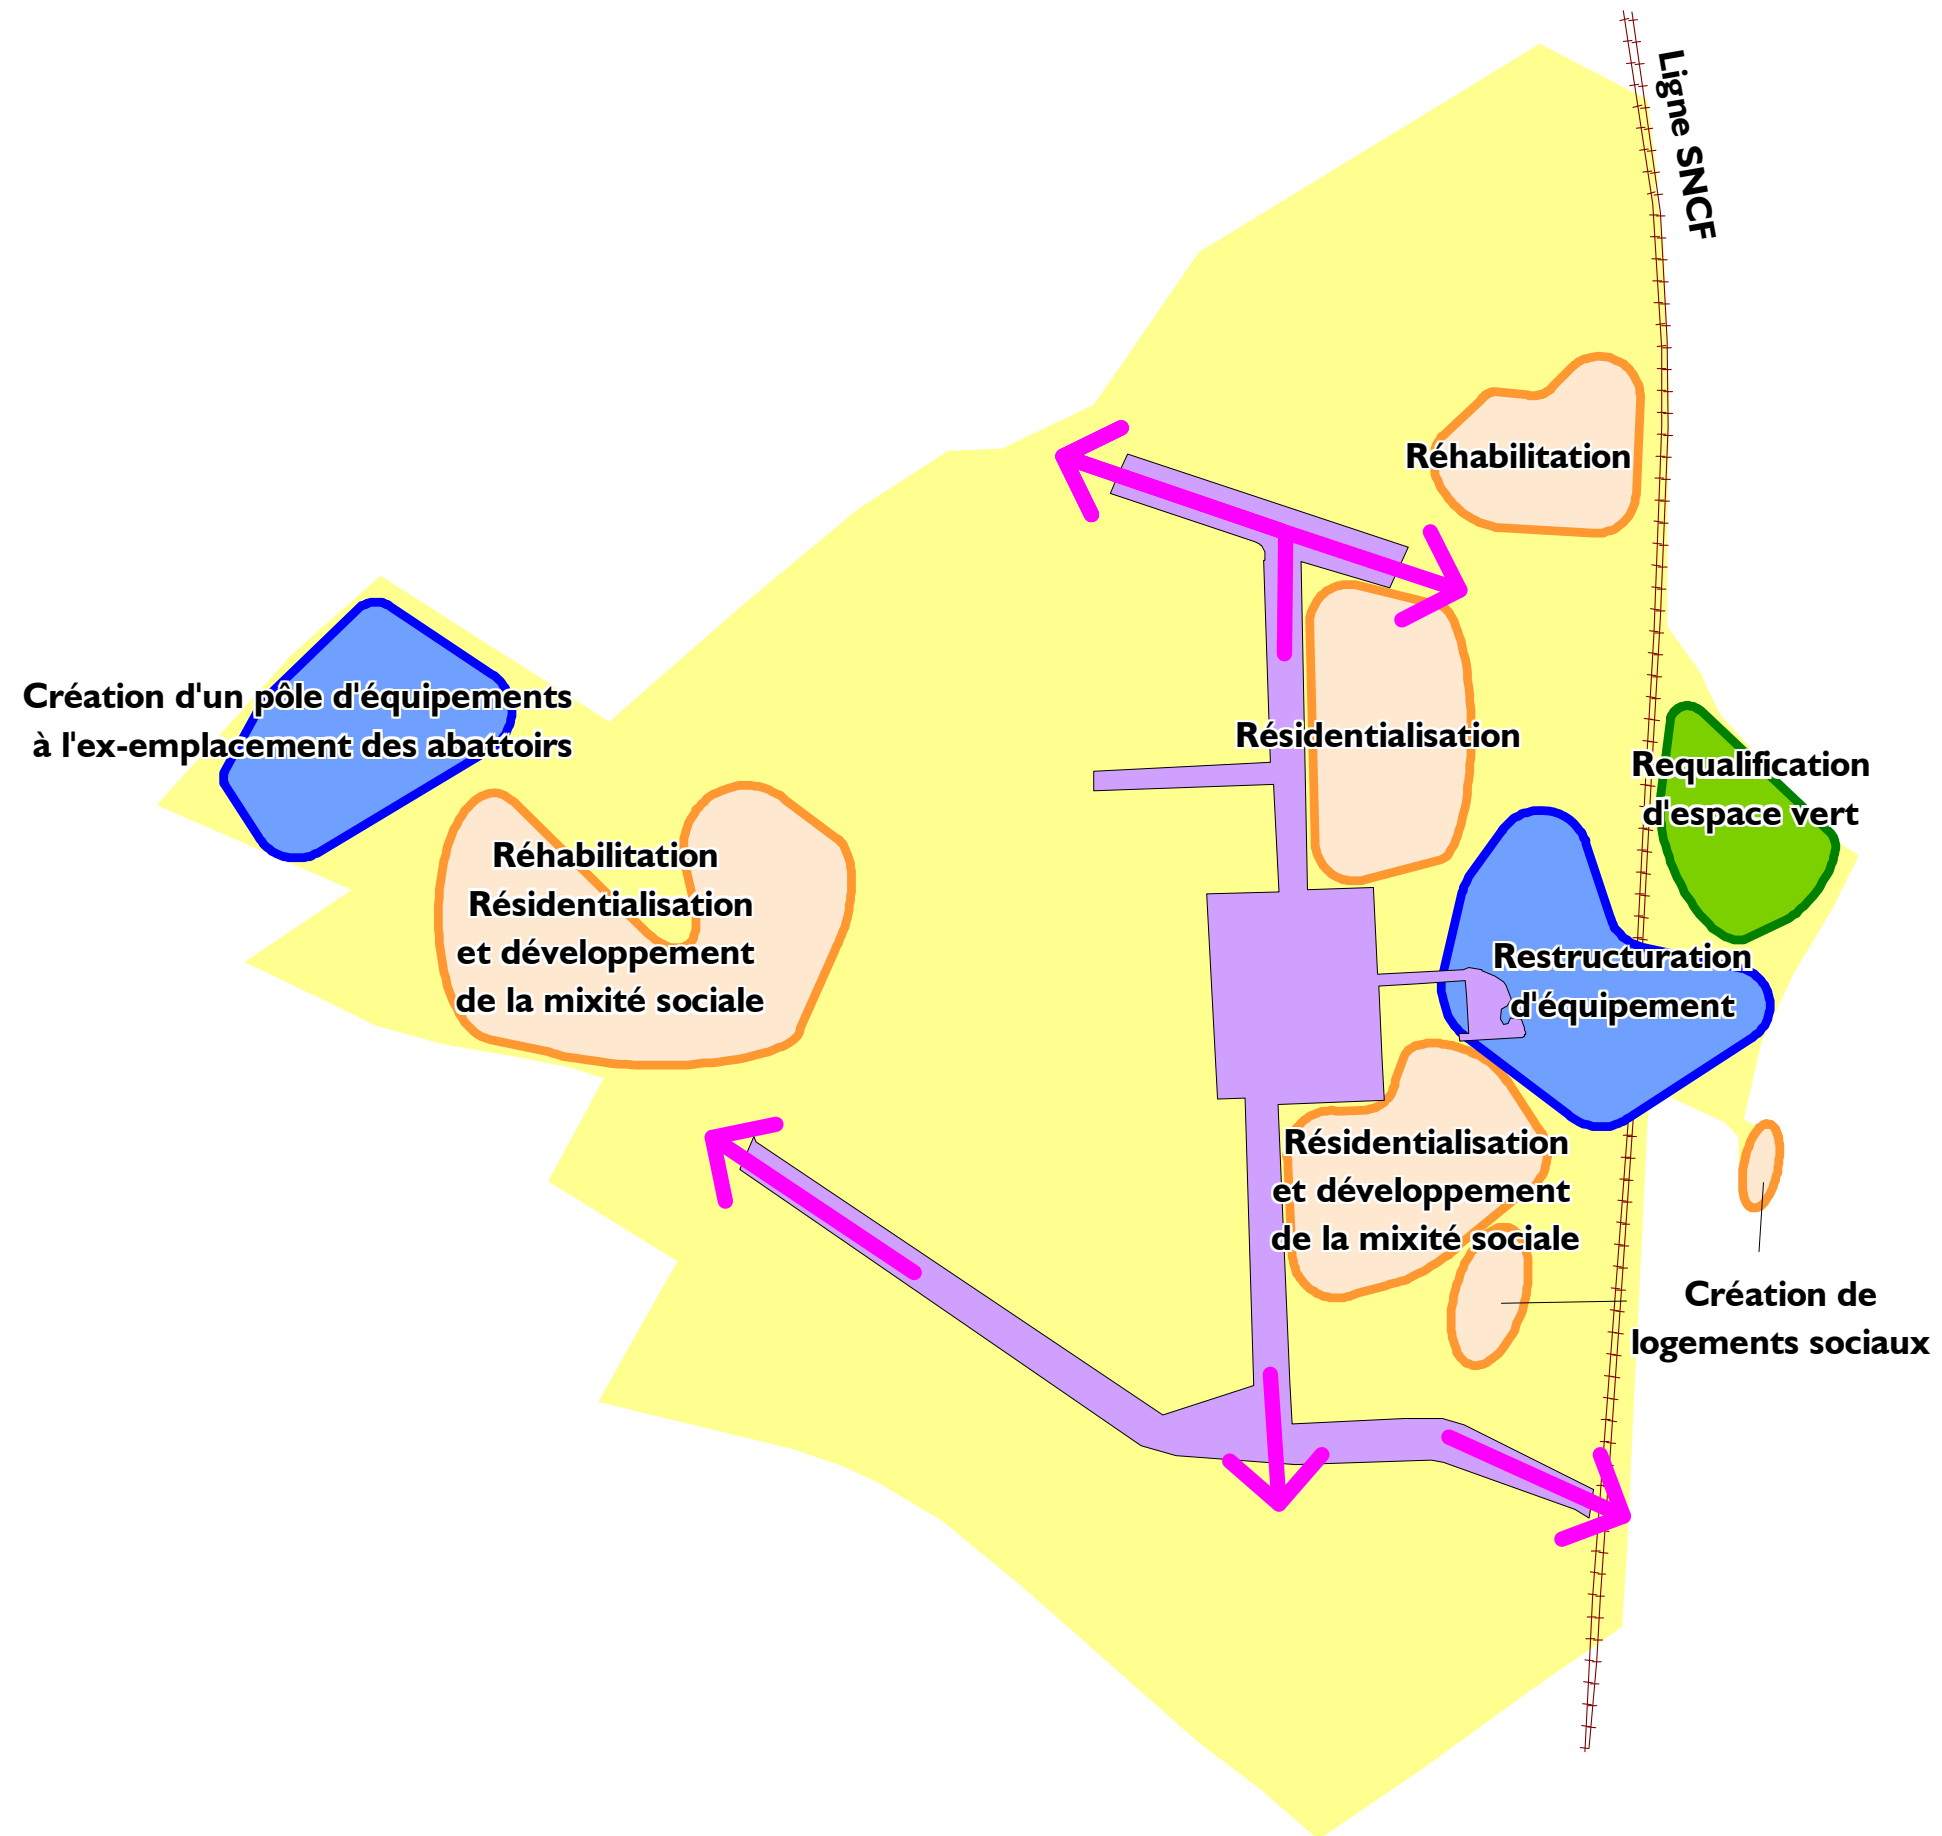 Ligne SNCF
Réhabilitation
Création d'un pôle d'équipements
à l'ex-emplacement des abattoirs
Résidentialisation
Requalification
d'espace vert
Réhabilitation
Résidentialisation
et développement
de la mixité sociale
Restructuration
d'équipement
Résidentialisation
et développement
de la mixité sociale
Création de
logements sociaux